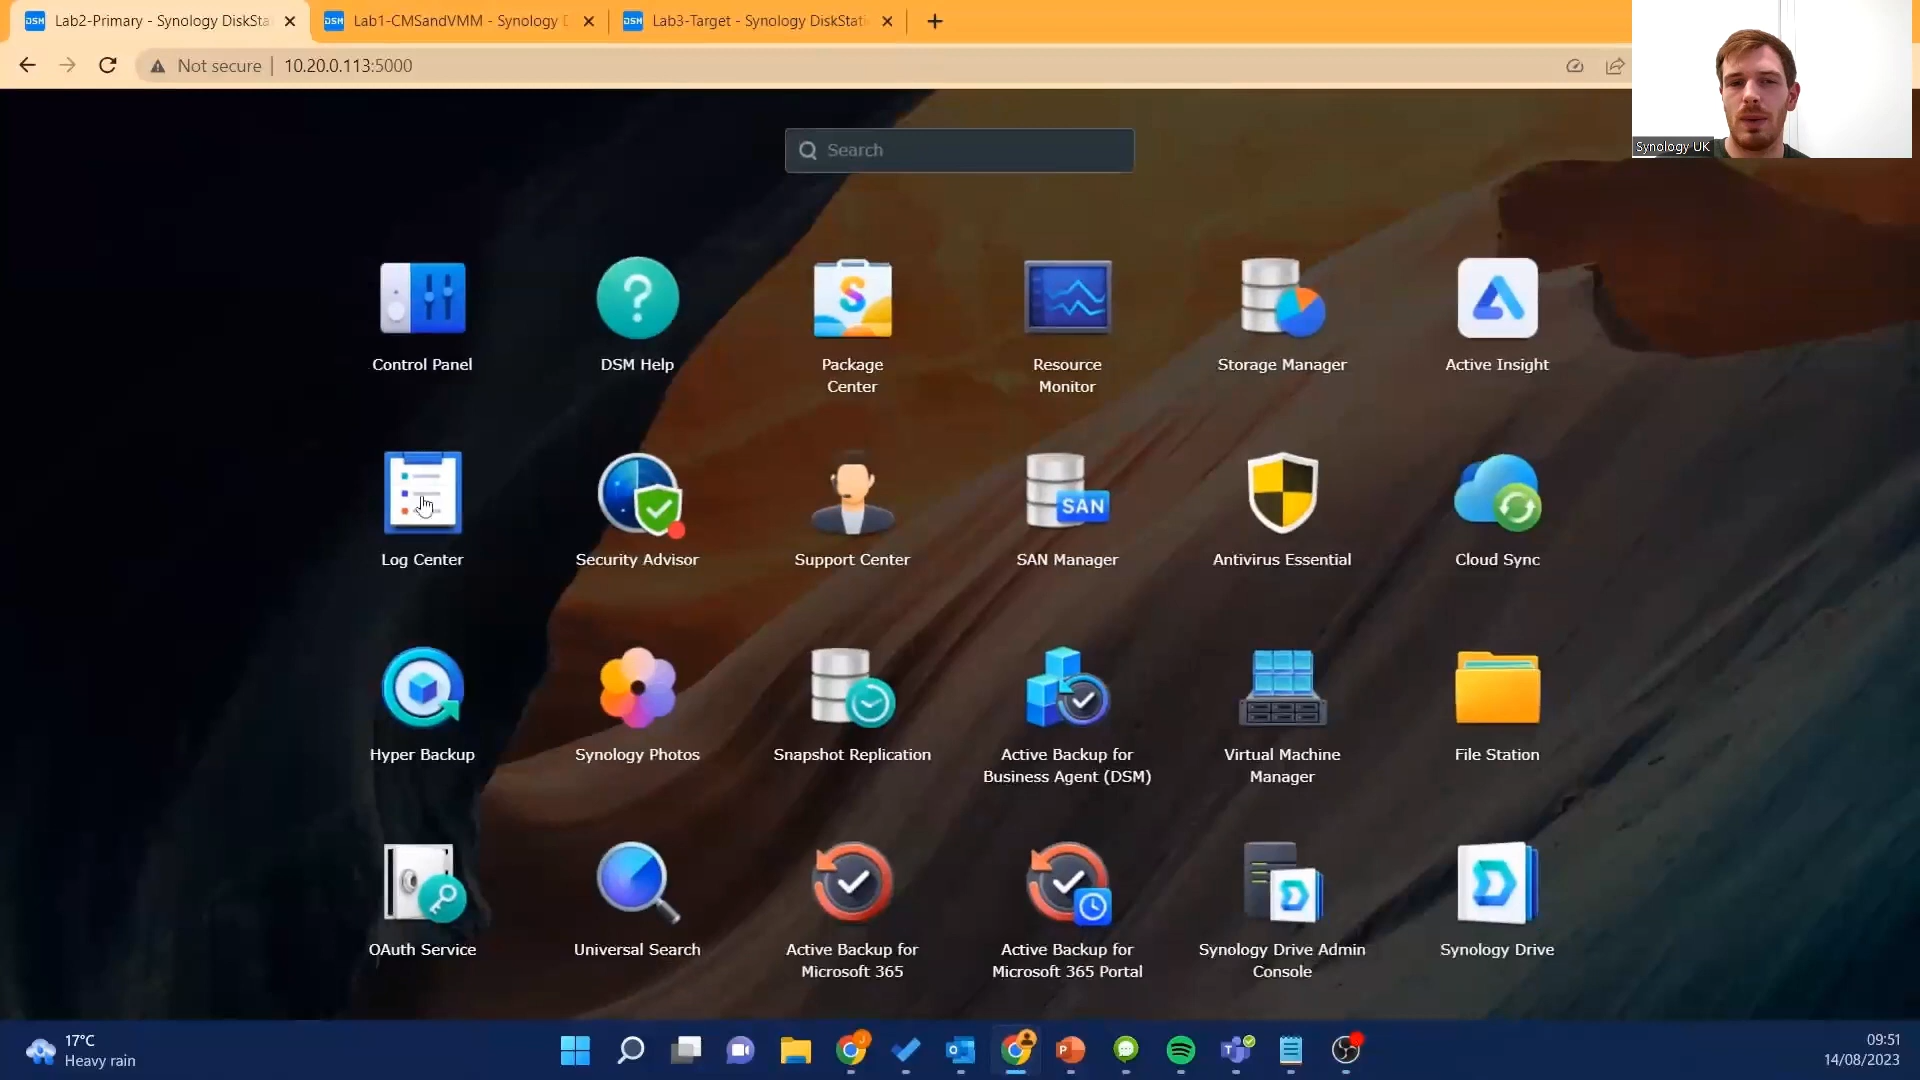 Lab2-Primary - Synology DiskSta
Lab1-CMSandVMM - Synology D
Lab3-Target - Synology DiskStati
Not secure
10.20.0.113:5000
Synology UK
Search
Control Panel
DSM Help
Package
Center
Resource
Monitor
Storage Manager
Active Insight
Log Center
Security Advisor
Support Center
SAN
SAN Manager
Antivirus Essential
Cloud Sync
Hyper Backup
Synology Photos
Snapshot Replication
Active Backup for
Business Agent (DSM)
Virtual Machine
Manager
File Station
OAuth Service
Universal Search
Active Backup for
Microsoft 365
Active Backup for
Microsoft 365 Portal
Synology Drive Admin
Console
Synology Drive
17°C
Heavy rain
09:51
14/08/2023